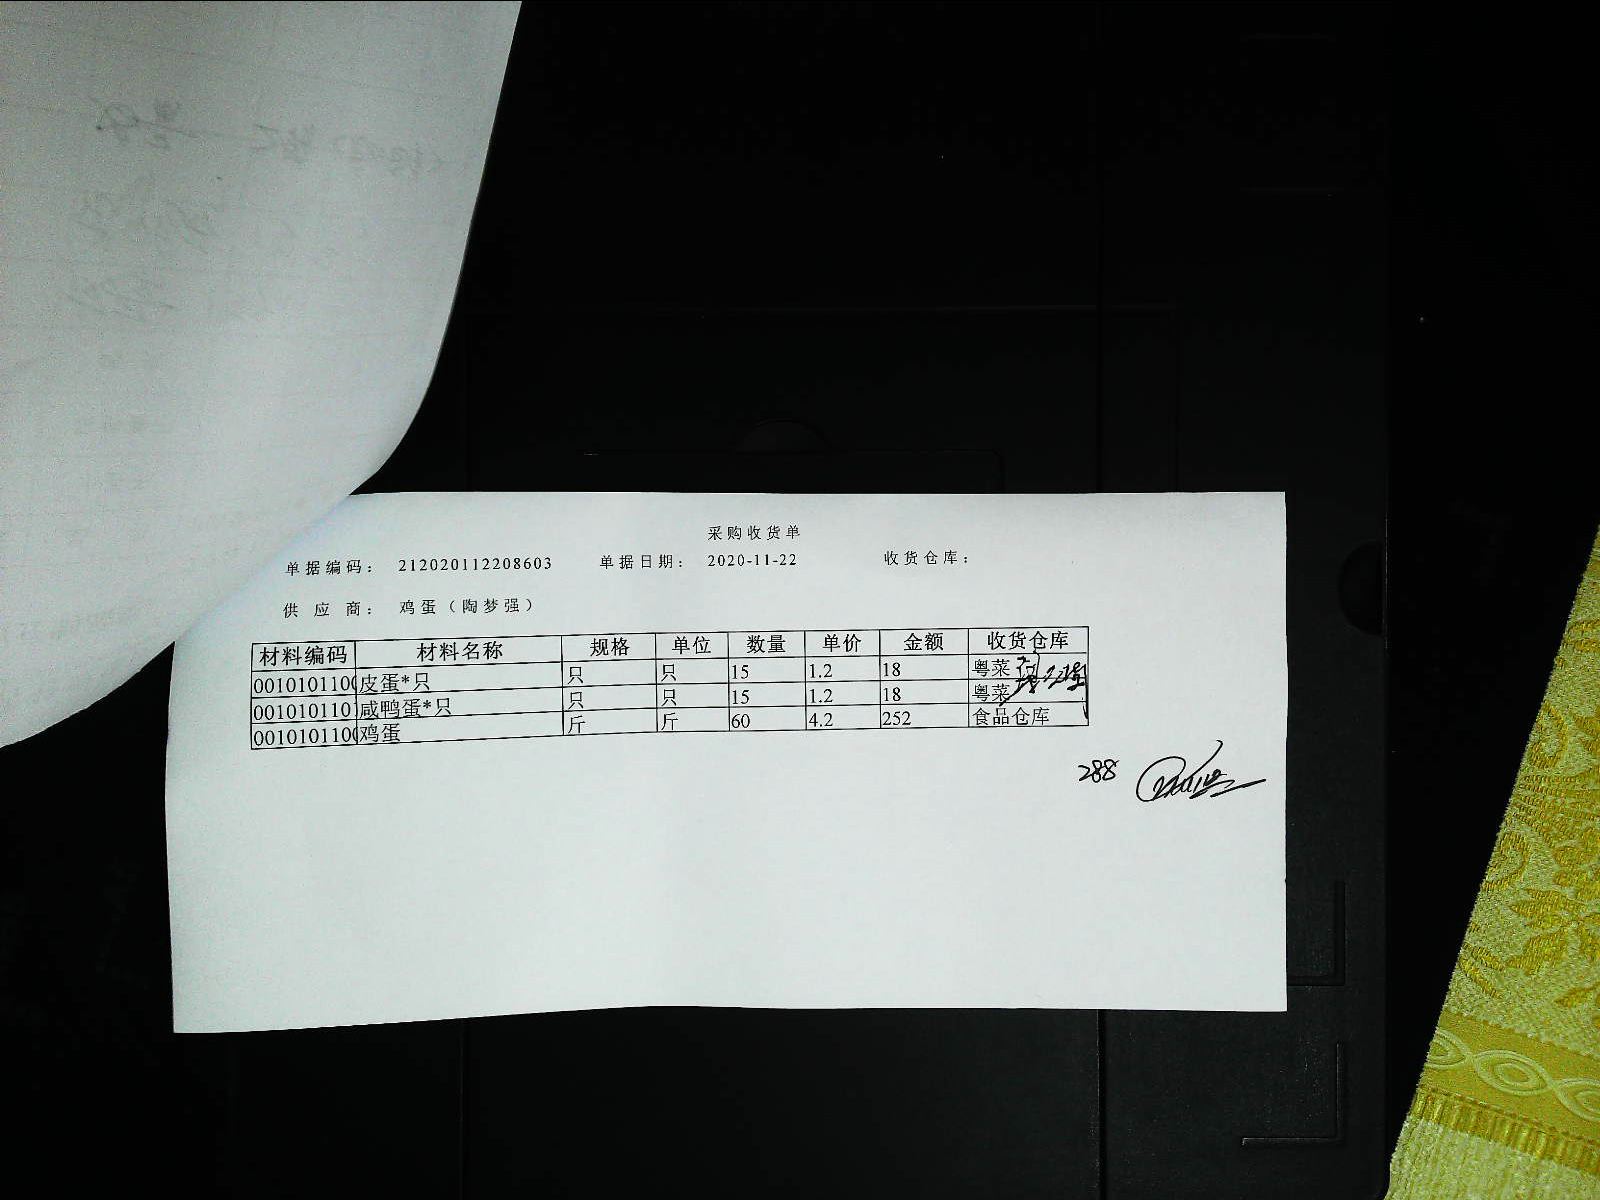 采购收货单
单据编码： 212020112208603 单据日期： 2020-11-22 收货仓库：
供 应 商： 鸡蛋（陶梦强）
材料编码 材料名称 规格 单位 数量 单价 金额 收货仓库
0010101100 皮蛋*只 只 只 15 1.2 18 粤菜
0010101101 咸鸭蛋*只 只 只 15 1.2 18 粤菜
0010101100 鸡蛋 斤 斤 60 4.2 252 食品仓库
288